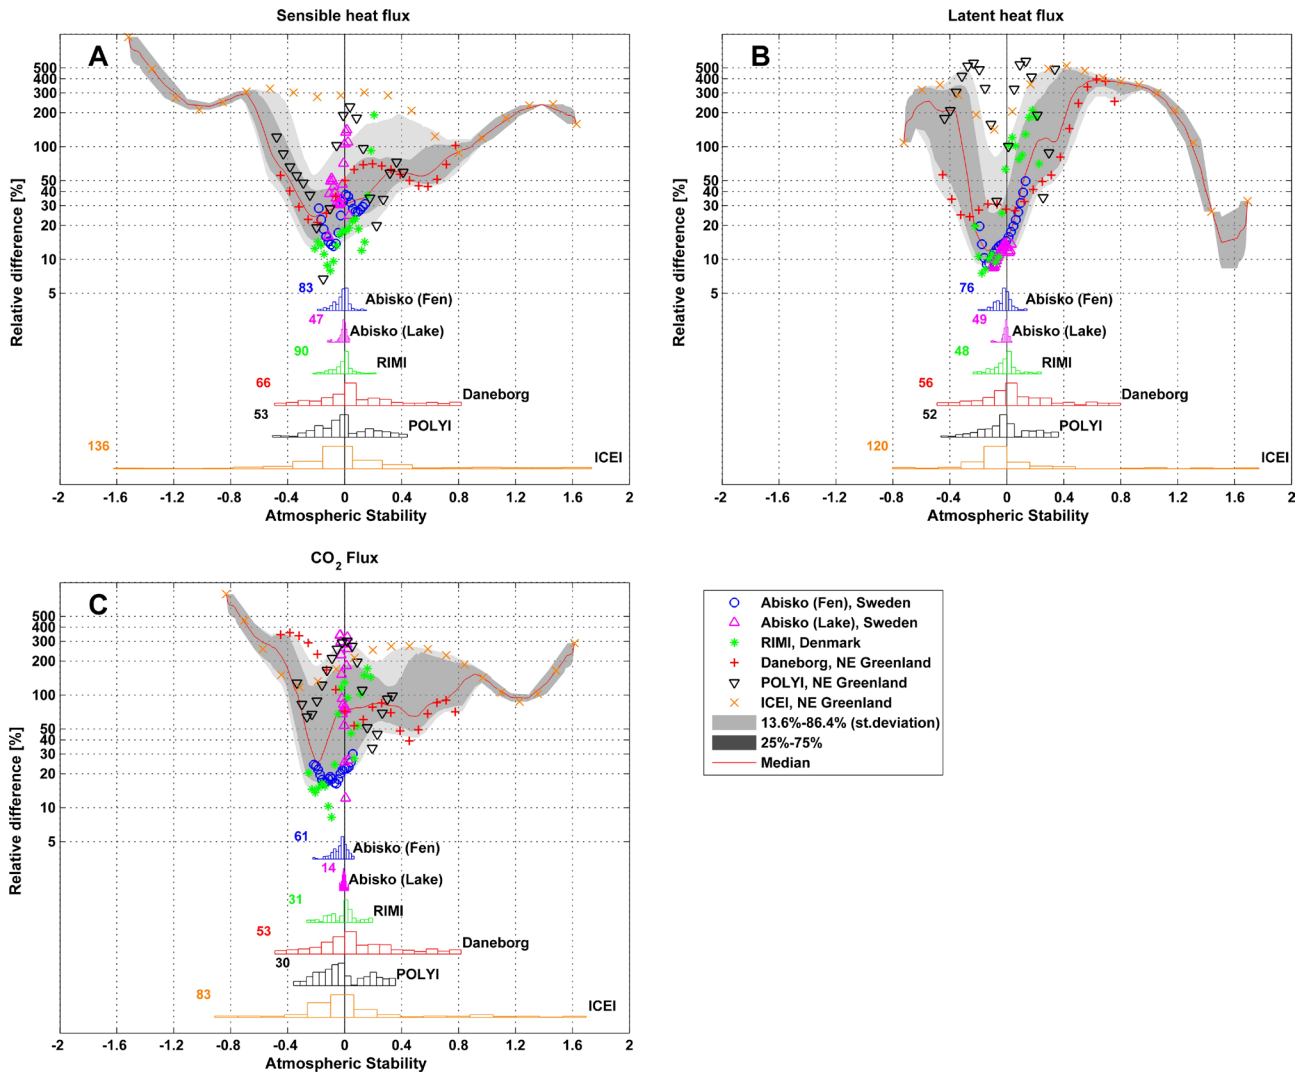 Sensible heat flux
A
Relative difference [%]
500
400
300
200
100
50
40
30
20
10
5
83
Abisko (Fen)
47
Abisko (Lake)
90
RIMI
66
Daneborg
53
POLYI
136
ICEI
-2 -1.6 -1.2 -0.8 -0.4 0 0.4 0.8 1.2 1.6 2
Atmospheric Stability
Latent heat flux
B
Relative difference [%]
500
400
300
200
100
50
40
30
20
10
5
76
Abisko (Fen)
49
Abisko (Lake)
48
RIMI
56
Daneborg
52
POLYI
120
ICEI
-2 -1.6 -1.2 -0.8 -0.4 0 0.4 0.8 1.2 1.6 2
Atmospheric Stability
CO2 Flux
C
Relative difference [%]
500
400
300
200
100
50
40
30
20
10
5
61
Abisko (Fen)
14
Abisko (Lake)
31
RIMI
53
Daneborg
30
POLYI
83
ICEI
-2 -1.6 -1.2 -0.8 -0.4 0 0.4 0.8 1.2 1.6 2
Atmospheric Stability
Abisko (Fen), Sweden
Abisko (Lake), Sweden
RIMI, Denmark
Daneborg, NE Greenland
POLYI, NE Greenland
ICEI, NE Greenland
13.6%-86.4% (st.deviation)
25%-75%
Median